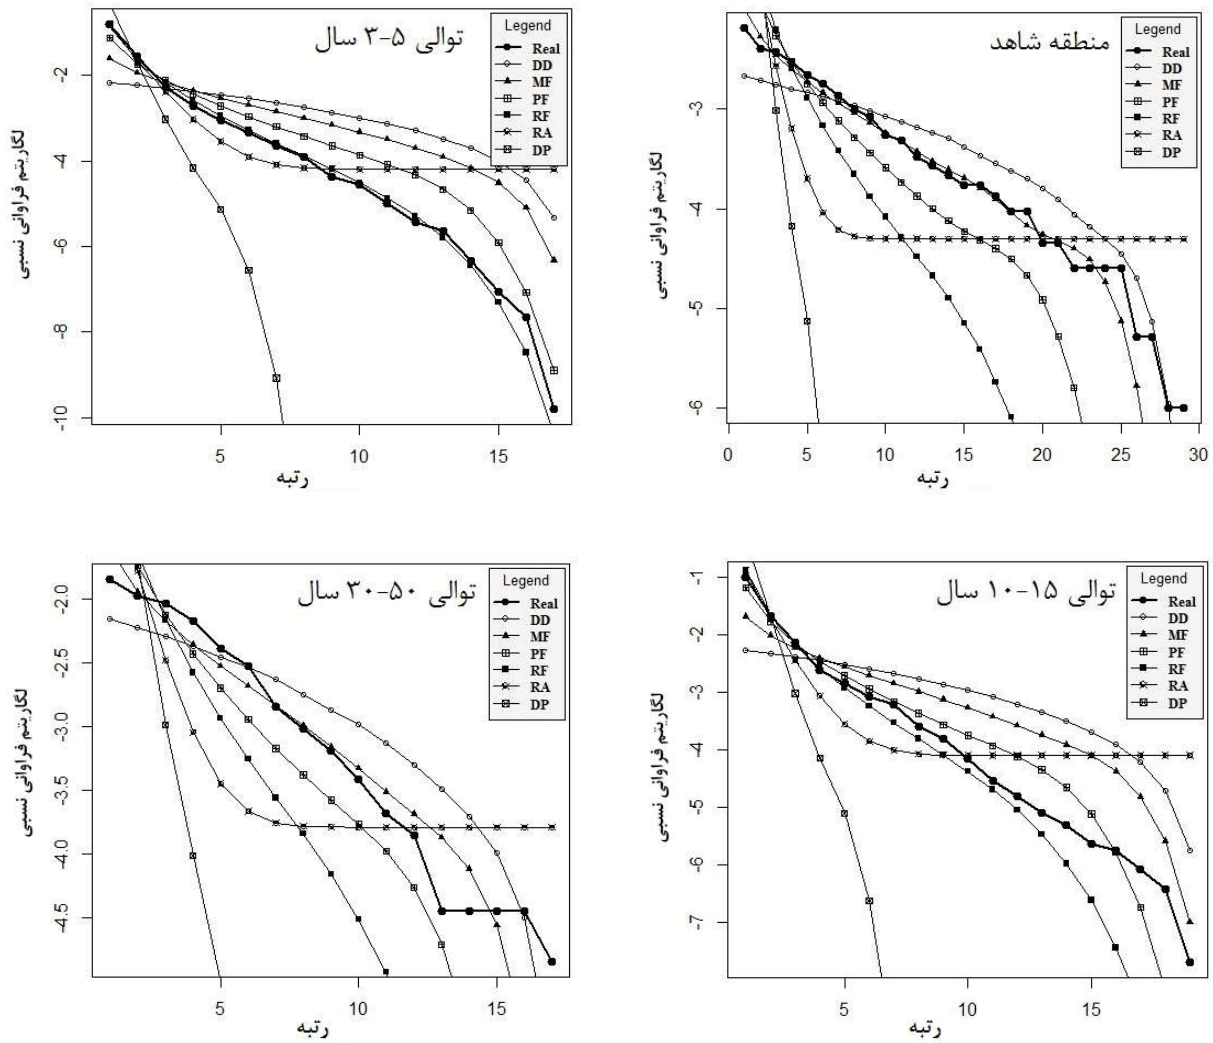 توالی ۵-۳ سال
Legend
Real
DD
MF
PF
RF
RA
DP
-2
-4
-6
-8
-10
لگاریتم فراوانی نسبی
5
10
15
رتبه
منطقه شاهد
Legend
Real
DD
MF
PF
RF
RA
DP
-3
-4
-5
-6
لگاریتم فراوانی نسبی
0
5
10
15
20
25
30
رتبه
توالی ۵۰-۳۰ سال
Legend
Real
DD
MF
PF
RF
RA
DP
-2.0
-2.5
-3.0
-3.5
-4.0
-4.5
لگاریتم فراوانی نسبی
5
10
15
رتبه
توالی ۱۵-۱۰ سال
Legend
Real
DD
MF
PF
RF
RA
DP
-1
-2
-3
-4
-5
-6
-7
لگاریتم فراوانی نسبی
5
10
15
رتبه